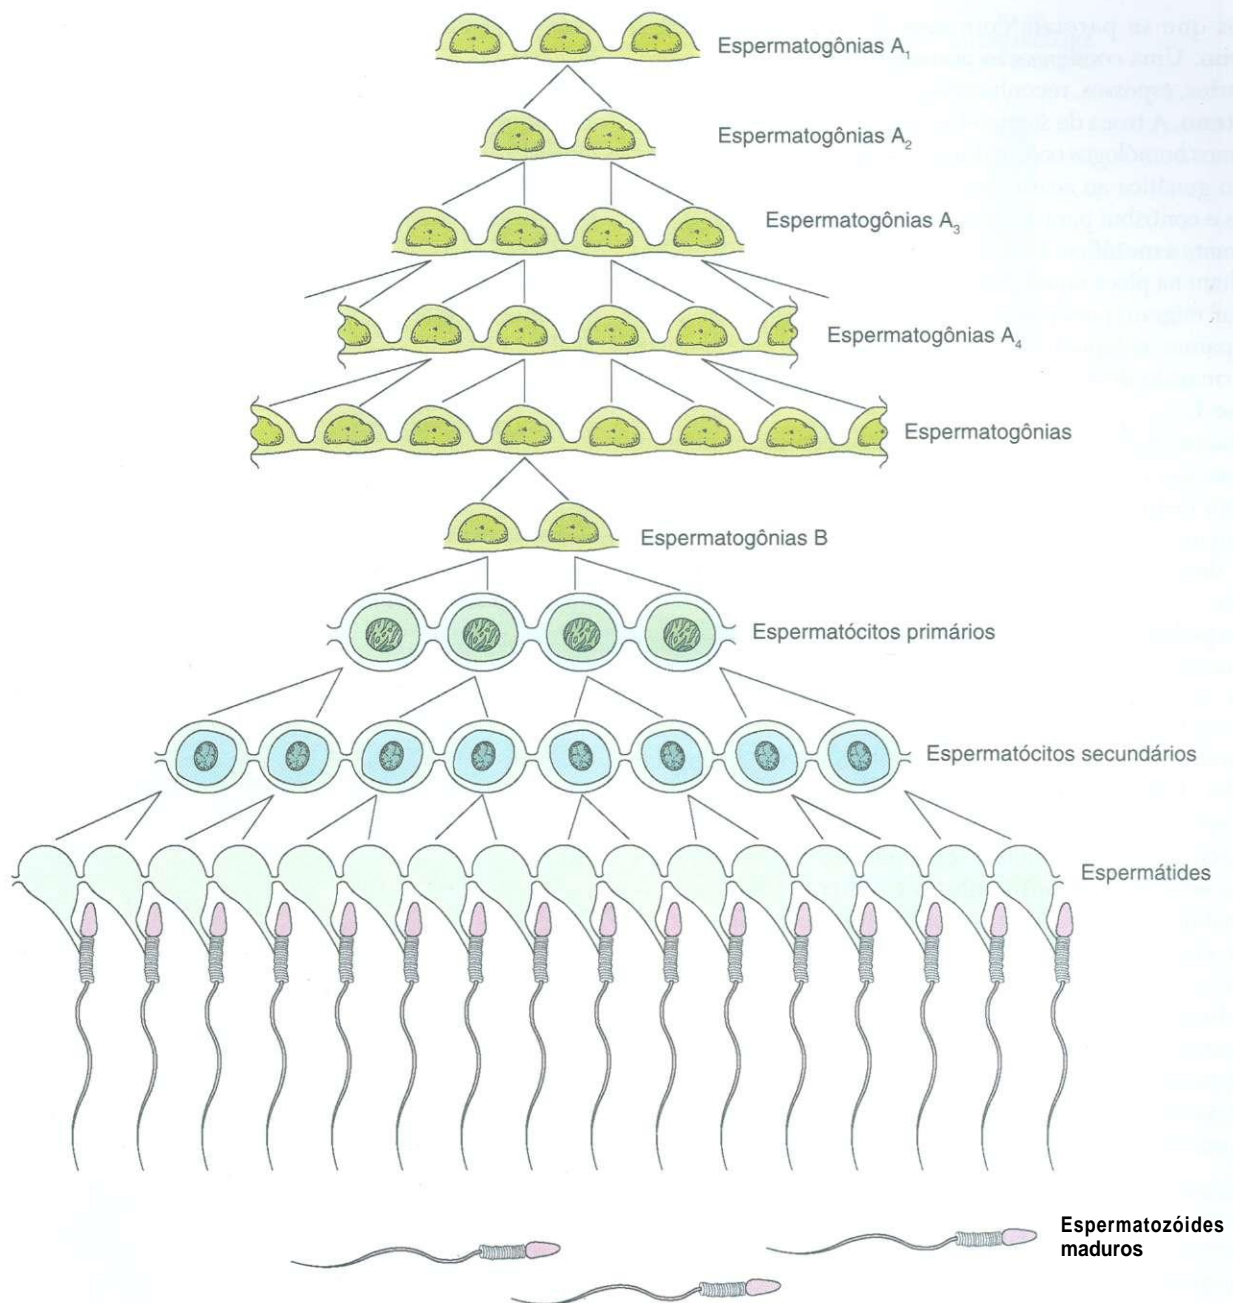 Espermatogônias A₁
Espermatogônias A₂
Espermatogônias A₃
Espermatogônias A₄
Espermatogônias
Espermatogônias B
Espermatócitos primários
Espermatócitos secundários
Espermátides
Espermatozóides
maduros